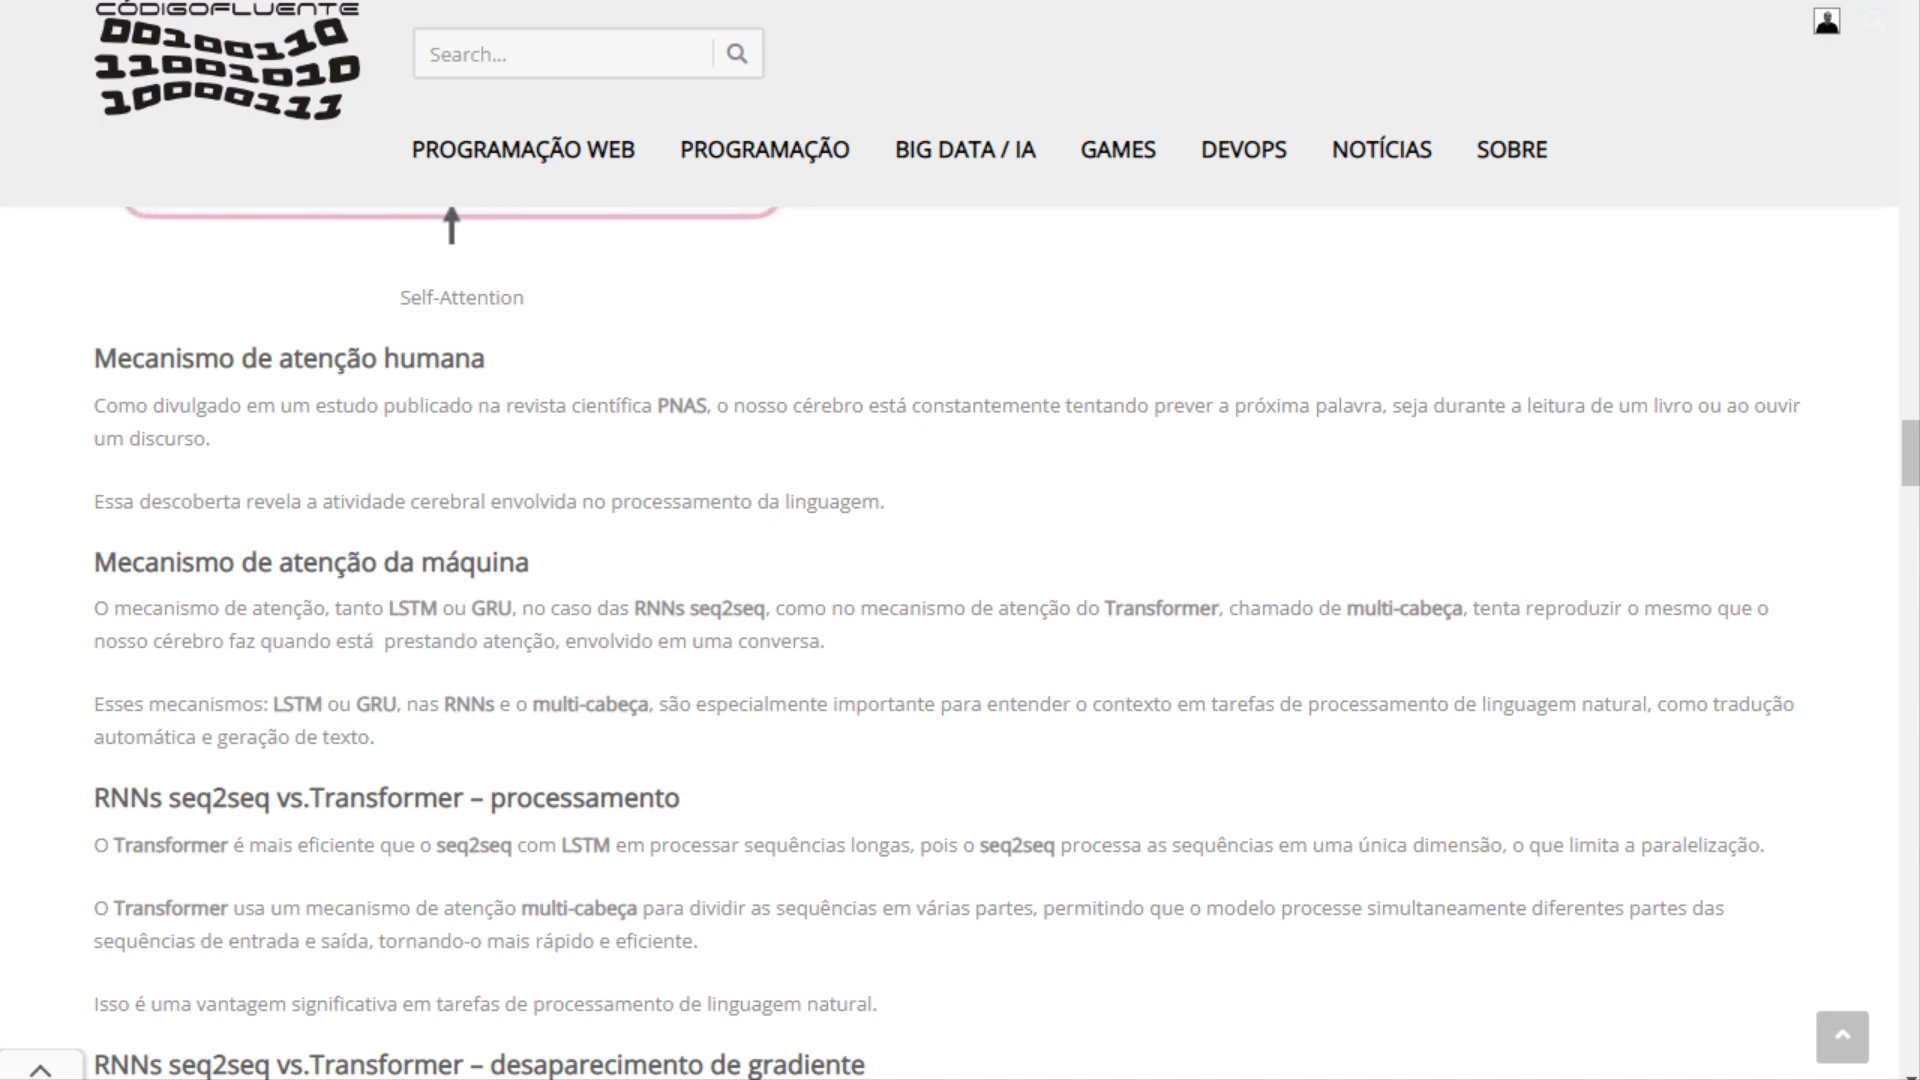 CÓDIGOFLUENTE
00100110
11001010
10000111
Search...
PROGRAMAÇÃO WEB PROGRAMAÇÃO BIG DATA / IA GAMES DEVOPS NOTÍCIAS SOBRE
Self-Attention
Mecanismo de atenção humana
Como divulgado em um estudo publicado na revista científica PNAS, o nosso cérebro está constantemente tentando prever a próxima palavra, seja durante a leitura de um livro ou ao ouvir
um discurso.
Essa descoberta revela a atividade cerebral envolvida no processamento da linguagem.
Mecanismo de atenção da máquina
O mecanismo de atenção, tanto LSTM ou GRU, no caso das RNNs seq2seq, como no mecanismo de atenção do Transformer, chamado de multi-cabeça, tenta reproduzir o mesmo que o
nosso cérebro faz quando está prestando atenção, envolvido em uma conversa.
Esses mecanismos: LSTM ou GRU, nas RNNs e o multi-cabeça, são especialmente importante para entender o contexto em tarefas de processamento de linguagem natural, como tradução
automática e geração de texto.
RNNs seq2seq vs.Transformer – processamento
O Transformer é mais eficiente que o seq2seq com LSTM em processar sequências longas, pois o seq2seq processa as sequências em uma única dimensão, o que limita a paralelização.
O Transformer usa um mecanismo de atenção multi-cabeça para dividir as sequências em várias partes, permitindo que o modelo processe simultaneamente diferentes partes das
sequências de entrada e saída, tornando-o mais rápido e eficiente.
Isso é uma vantagem significativa em tarefas de processamento de linguagem natural.
RNNs seq2seq vs.Transformer – desaparecimento de gradiente